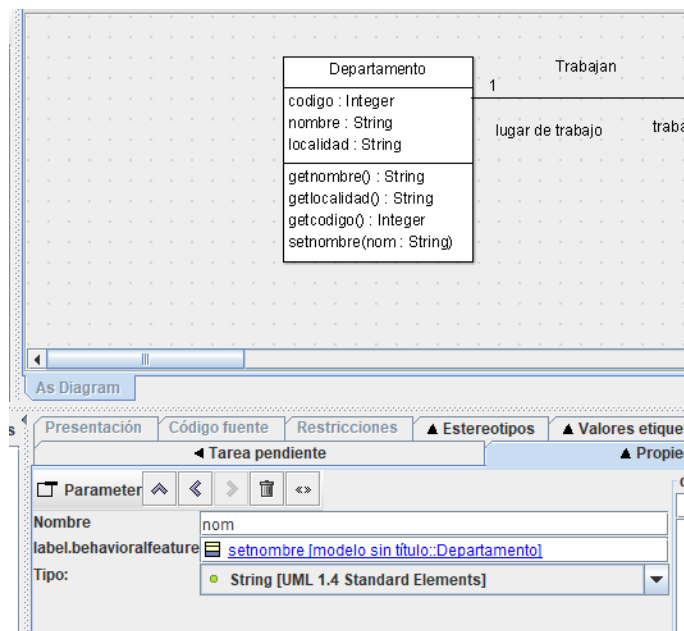 Departamento
Trabajan
1
codigo : Integer
nombre : String
localidad : String
lugar de trabajo
getnombre() : String
getlocalidad() : String
getcodigo() : Integer
setnombre(nom : String)
As Diagram
Presentación Código fuente Restricciones Estereotipos Valores
Tarea pendiente
Parameter
Nombre nom
label.behavioralfeature setnombre [modelo sin título::Departamento]
Tipo: String [UML 1.4 Standard Elements]